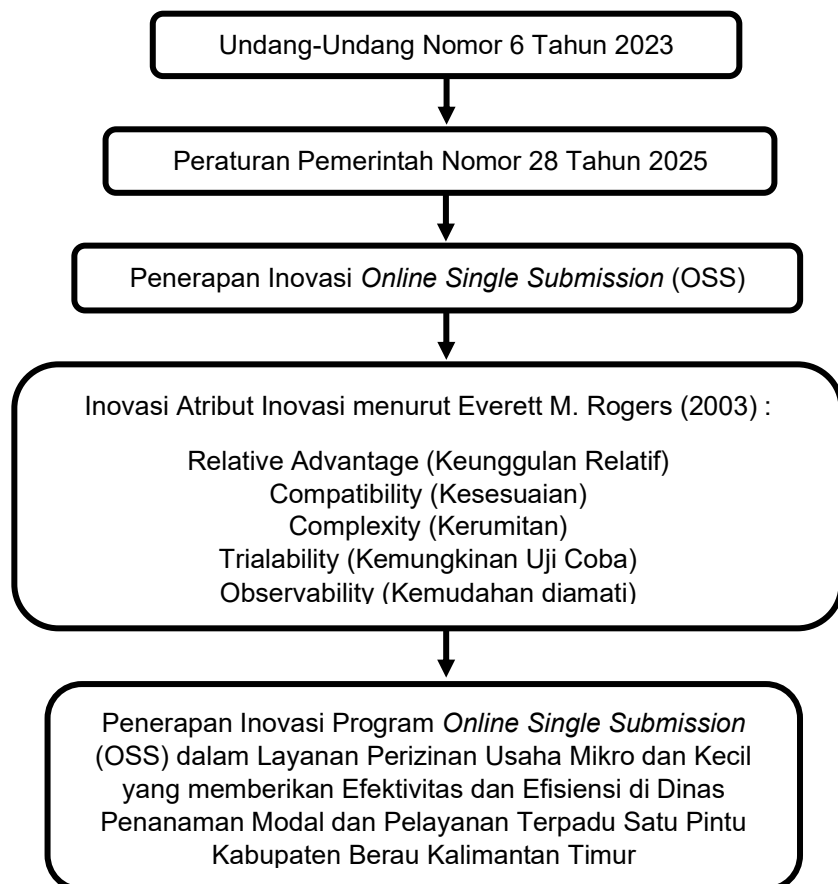 Undang-Undang Nomor 6 Tahun 2023
Peraturan Pemerintah Nomor 28 Tahun 2025
Penerapan Inovasi Online Single Submission (OSS)
Inovasi Atribut Inovasi menurut Everett M. Rogers (2003) :
Relative Advantage (Keunggulan Relatif)
Compatibility (Kesesuaian)
Complexity (Kerumitan)
Trialability (Kemungkinan Uji Coba)
Observability (Kemudahan diamati)
Penerapan Inovasi Program Online Single Submission
(OSS) dalam Layanan Perizinan Usaha Mikro dan Kecil
yang memberikan Efektivitas dan Efisiensi di Dinas
Penanaman Modal dan Pelayanan Terpadu Satu Pintu
Kabupaten Berau Kalimantan Timur